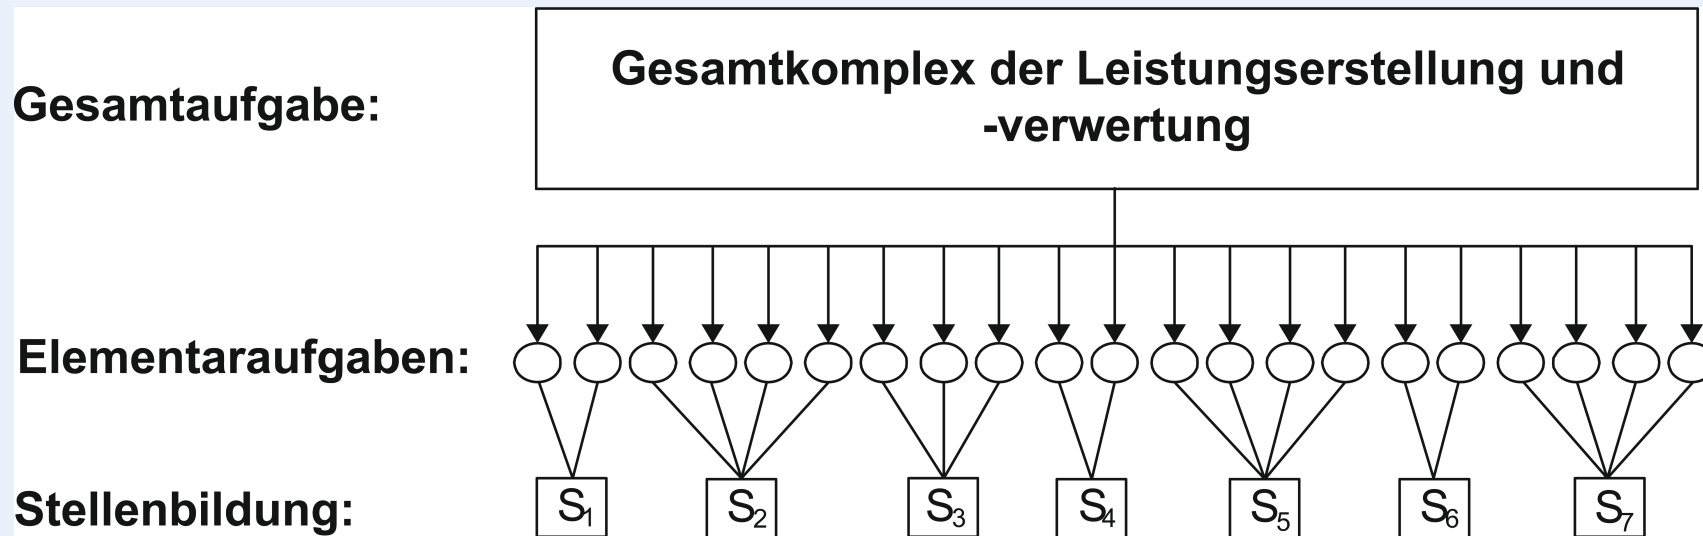 Gesamtaufgabe:
Gesamtkomplex der Leistungserstellung und
-verwertung
Elementaraufgaben:
Stellenbildung:
S1 S2 S3 S4 S5 S6 S7